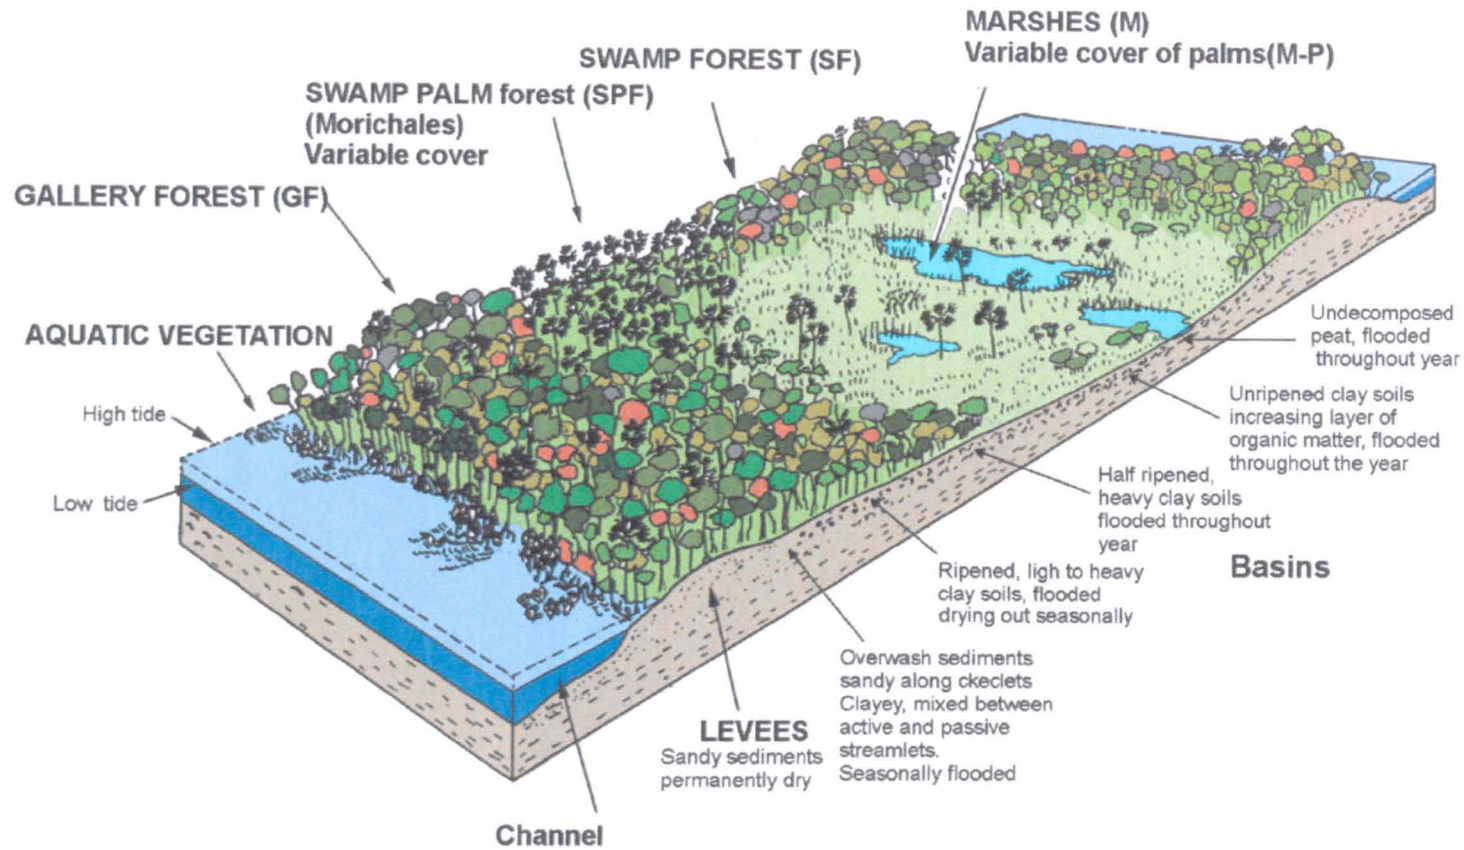 MARSHES (M)
Variable cover of palms(M-P)
SWAMP FOREST (SF)
SWAMP PALM forest (SPF)
(Morichales)
Variable cover
GALLERY FOREST (GF)
AQUATIC VEGETATION
High tide
Low tide
Undecomposed
peat, flooded
throughout year
Unripened clay soils
increasing layer of
organic matter, flooded
throughout the year
Half ripened,
heavy clay soils
flooded throughout
year
Basins
Ripened, ligh to heavy
clay soils, flooded
drying out seasonally
Overwash sediments
sandy along ckeclets
Clayey, mixed between
active and passive
streamlets.
Seasonally flooded
LEVEES
Sandy sediments
permanently dry
Channel